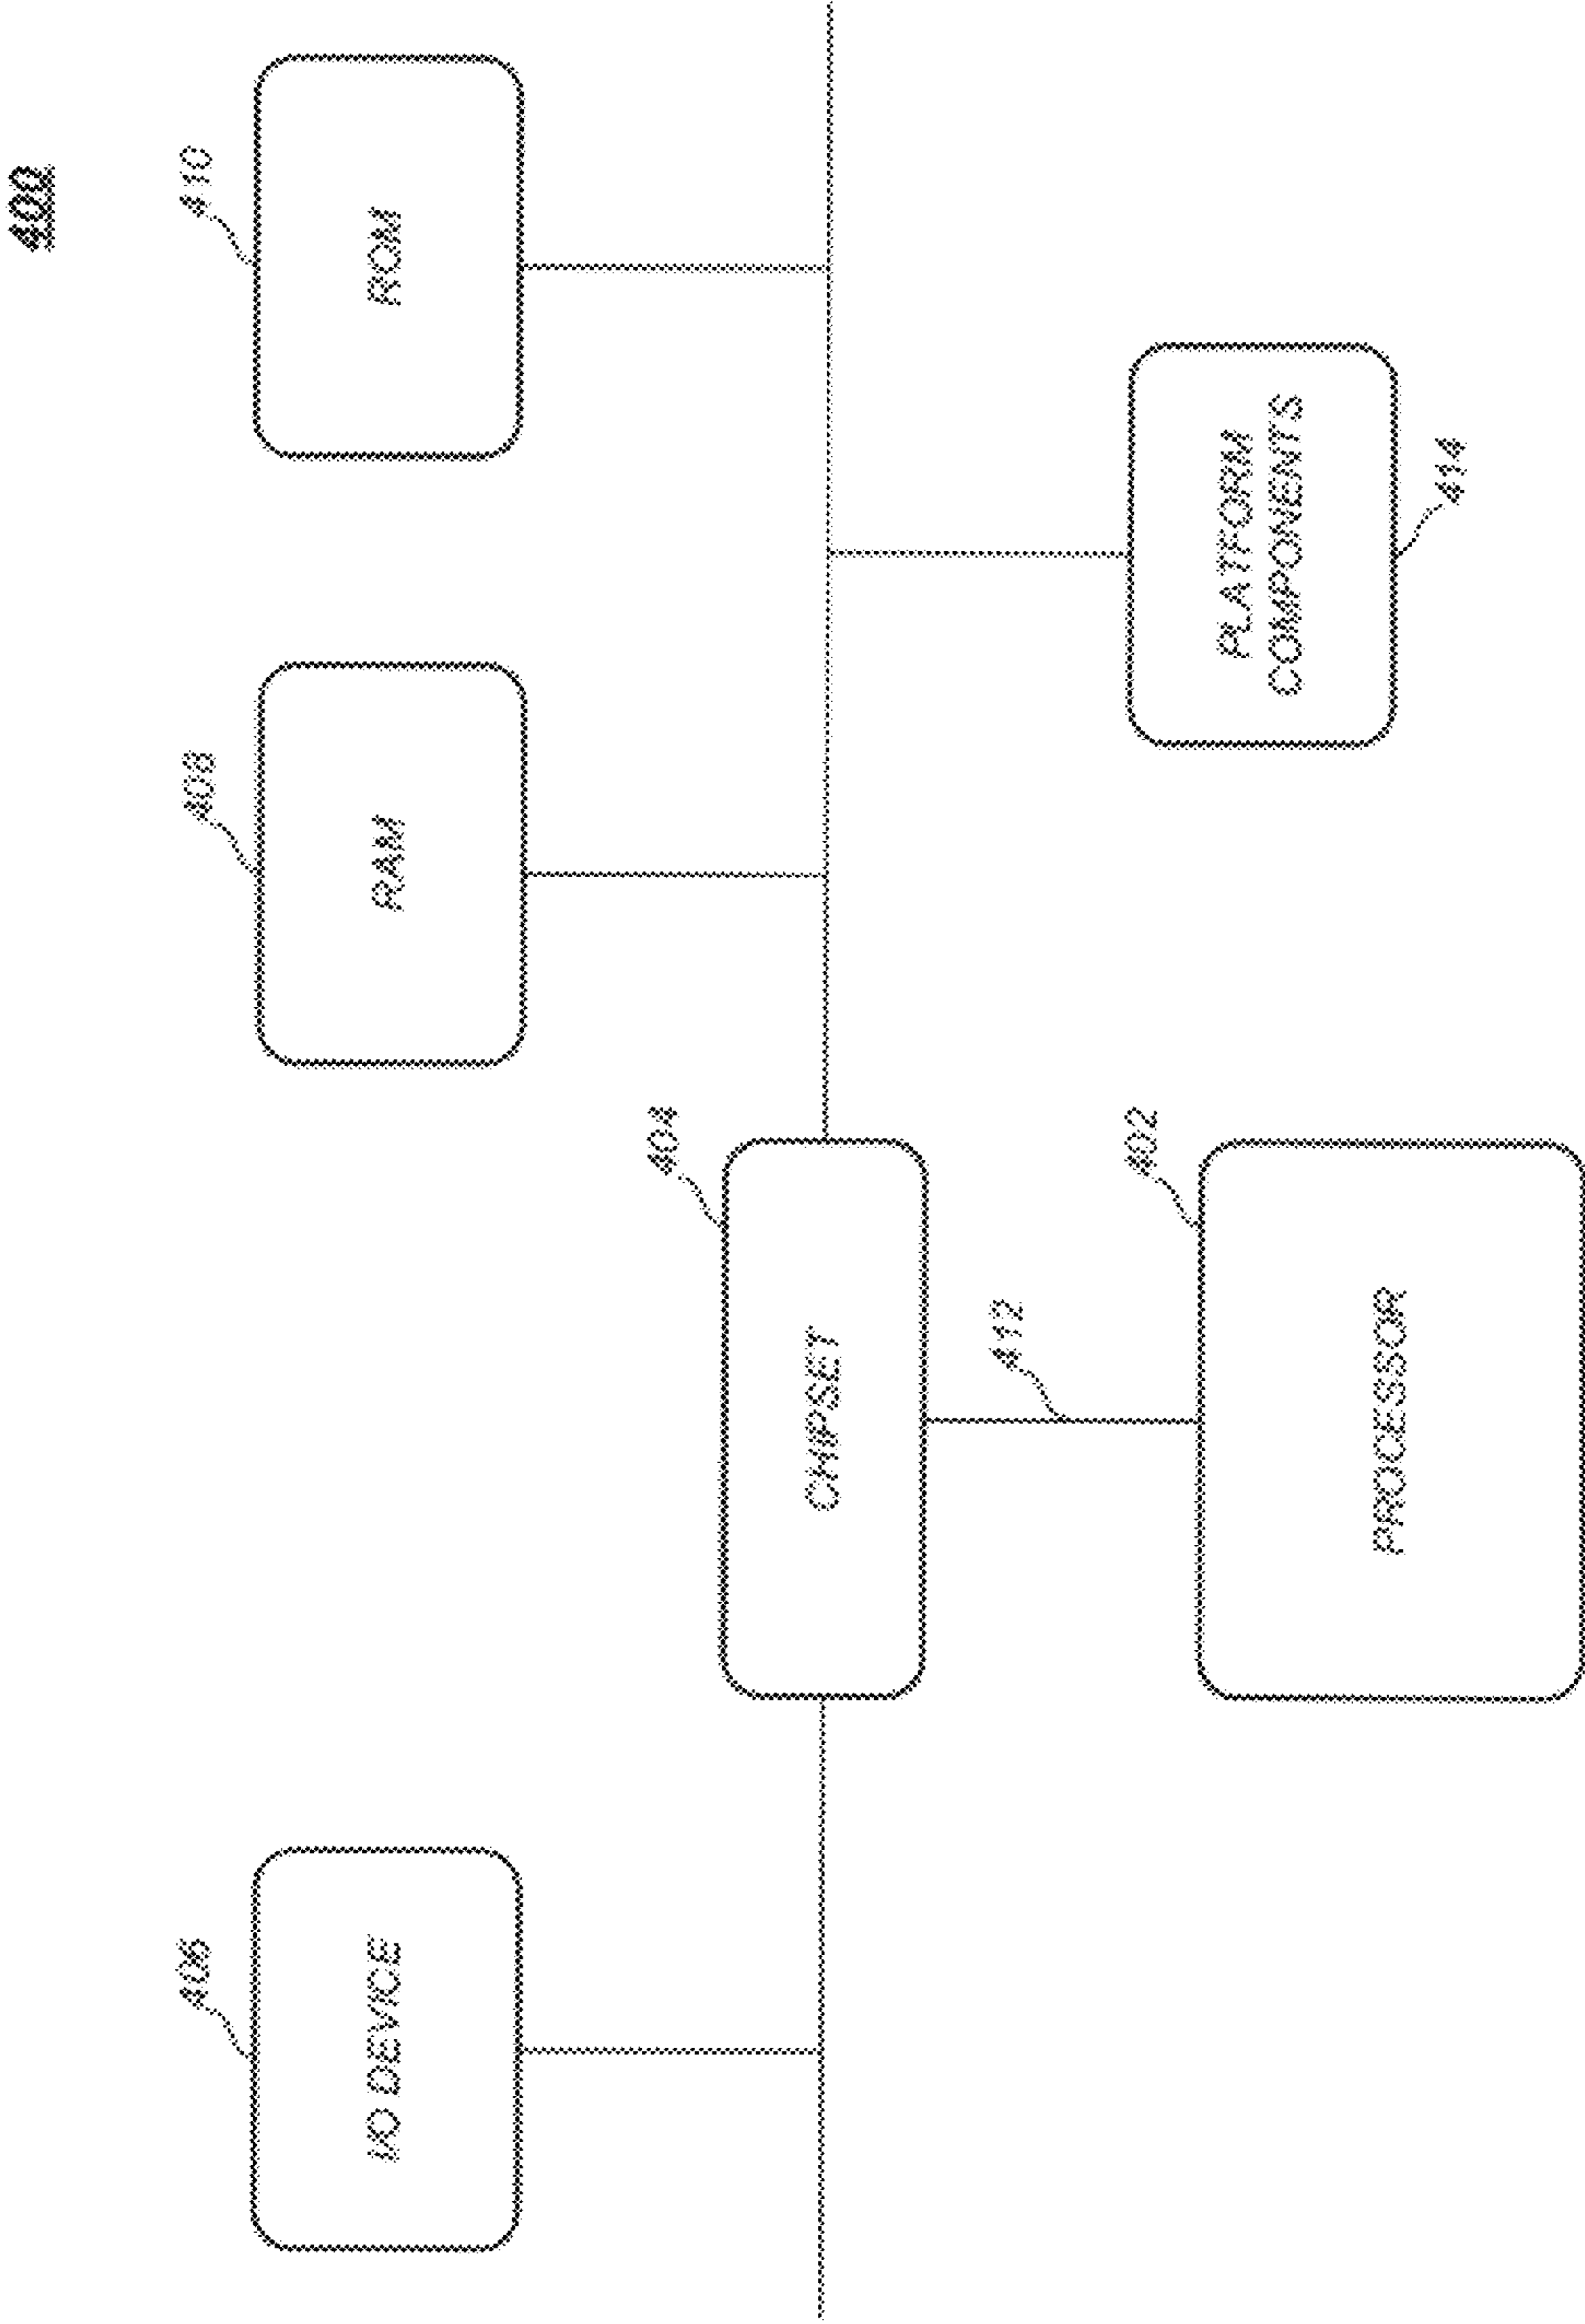 400
406
I/O DEVICE
408
RAM
410
ROM
404
CHIPSET
412
402
PROCESSOR
PLATFORM
COMPONENTS
414